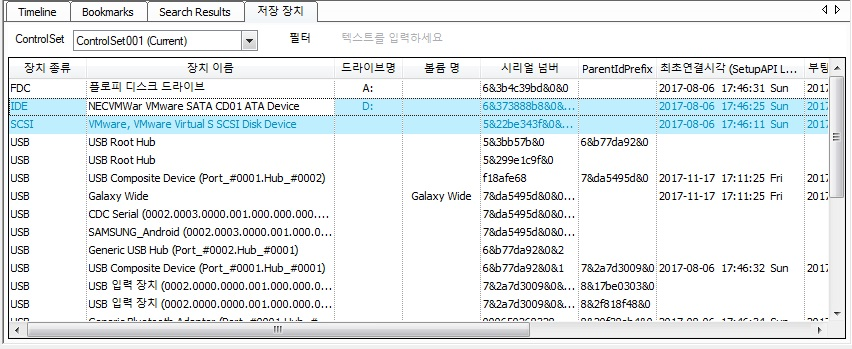 Timeline Bookmarks Search Results 저장 장치
ControlSet ControlSet001 (Current) 필터 텍스트를 입력하세요
장치 종류 장치 이름 드라이브명 볼륨 명 시리얼 넘버 ParentIdPrefix 최초연결시각 (SetupAPI L... 부팅
FDC 플로피 디스크 드라이브 A: 6&3b4c39bd&0&0 2017-08-06 17:46:31 Sun 2017
IDE NECVMWar VMware SATA CD01 ATA Device D: 6&373888b8&0&... 2017-08-06 17:46:25 Sun 2017
SCSI VMware, VMware Virtual S SCSI Disk Device 5&22be343f&0&... 2017-08-06 17:46:11 Sun 2017
USB USB Root Hub 5&3bb57b&0 6&b77da92&0
USB USB Root Hub 5&299e1c9f&0
USB USB Composite Device (Port_#0001.Hub_#0002) f18afe68 7&da5495d&0 2017-11-17 17:11:25 Fri 2017
USB Galaxy Wide Galaxy Wide 7&da5495d&0&0... 2017-11-17 17:11:25 Fri 2017
USB CDC Serial (0002.0003.0000.001.000.000.000.... 7&da5495d&0&0...
USB SAMSUNG_Android (0002.0003.0000.001.000.0... 7&da5495d&0&0...
USB Generic USB Hub (Port_#0002.Hub_#0001) 6&b77da92&0&2
USB USB Composite Device (Port_#0001.Hub_#0001) 6&b77da92&0&1 7&2a7d3009&0 2017-08-06 17:46:32 Sun 2017
USB USB 입력 장치 (0002.0000.0000.001.000.000.0... 7&2a7d3009&0&... 8&17be0303&0
USB USB 입력 장치 (0002.0000.0000.001.000.000.0... 7&2a7d3009&0&... 8&2f818f48&0